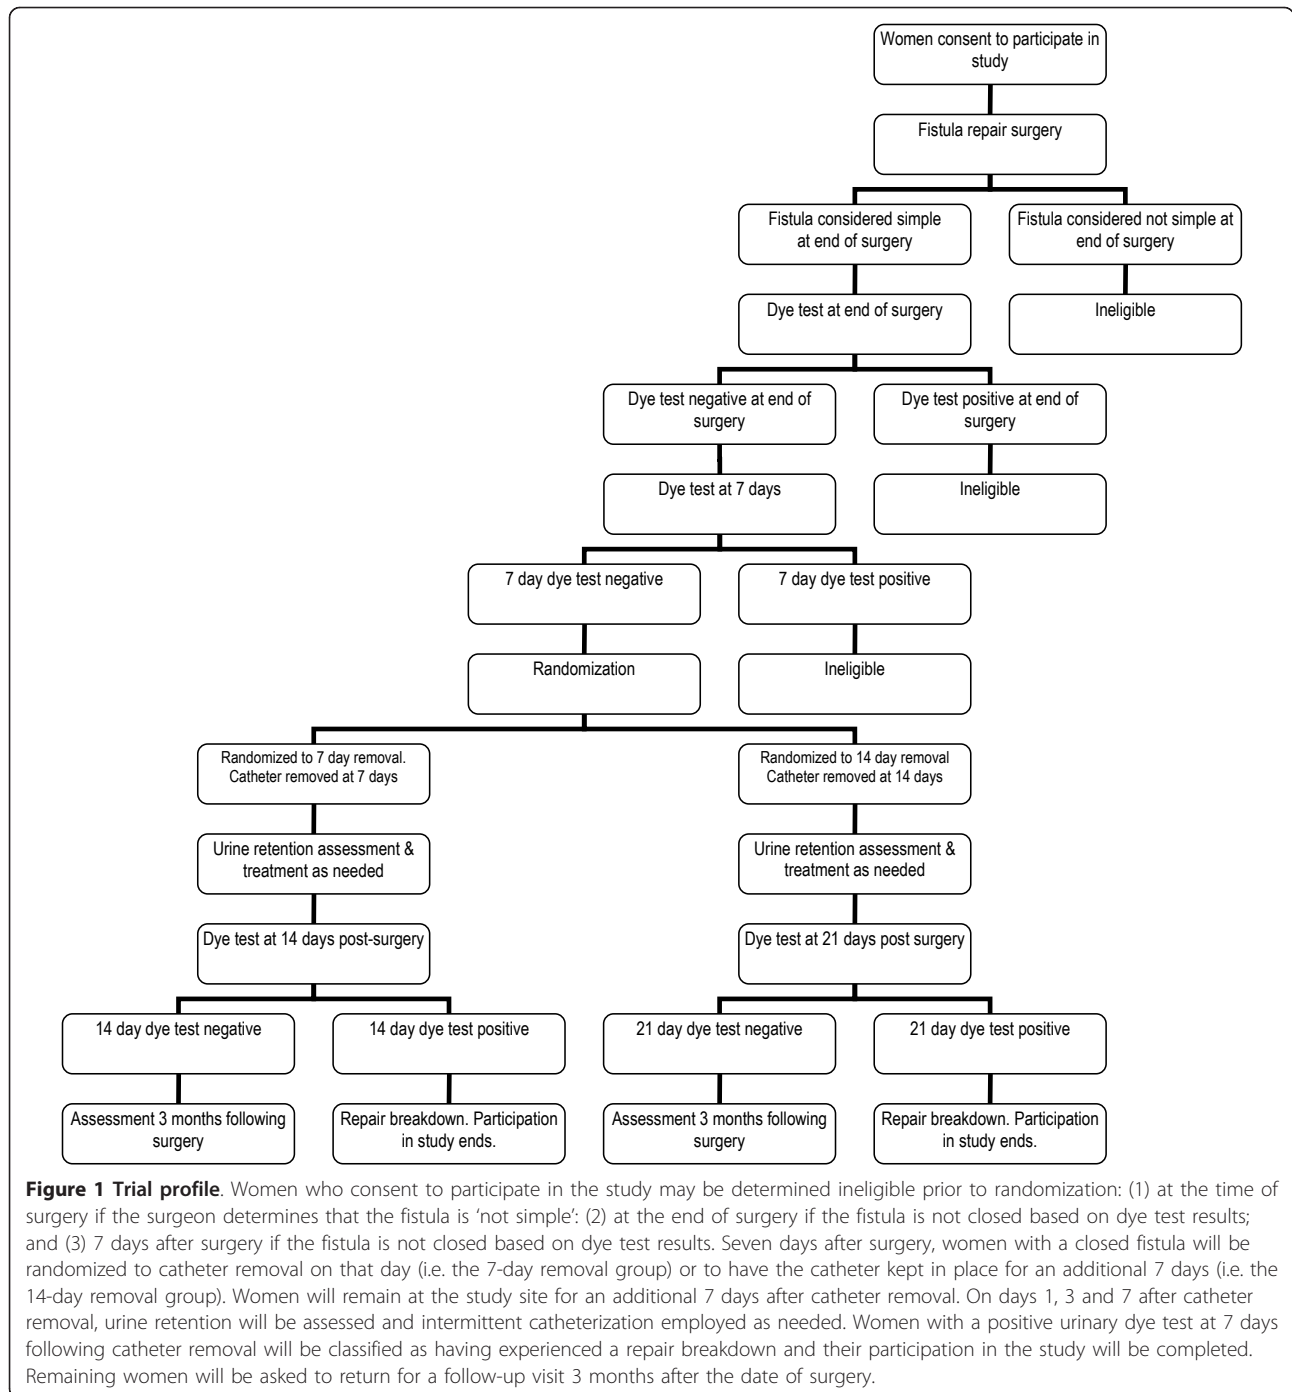 Women consent to participate in
study
Fistula repair surgery
Fistula considered simple
at end of surgery
Fistula considered not simple at
end of surgery
Dye test at end of surgery
Ineligible
Dye test negative at end of
surgery
Dye test positive at end of
surgery
Dye test at 7 days
Ineligible
7 day dye test negative
7 day dye test positive
Randomization
Ineligible
Randomized to 7 day removal.
Catheter removed at 7 days
Randomized to 14 day removal
Catheter removed at 14 days
Urine retention assessment &
treatment as needed
Urine retention assessment &
treatment as needed
Dye test at 14 days post-surgery
Dye test at 21 days post surgery
14 day dye test negative
14 day dye test positive
21 day dye test negative
21 day dye test positive
Assessment 3 months following
surgery
Repair breakdown. Participation
in study ends.
Assessment 3 months following
surgery
Repair breakdown. Participation
in study ends.
Figure 1 Trial profile. Women who consent to participate in the study may be determined ineligible prior to randomization: (1) at the time of
surgery if the surgeon determines that the fistula is ‘not simple’: (2) at the end of surgery if the fistula is not closed based on dye test results;
and (3) 7 days after surgery if the fistula is not closed based on dye test results. Seven days after surgery, women with a closed fistula will be
randomized to catheter removal on that day (i.e. the 7-day removal group) or to have the catheter kept in place for an additional 7 days (i.e. the
14-day removal group). Women will remain at the study site for an additional 7 days after catheter removal. On days 1, 3 and 7 after catheter
removal, urine retention will be assessed and intermittent catheterization employed as needed. Women with a positive urinary dye test at 7 days
following catheter removal will be classified as having experienced a repair breakdown and their participation in the study will be completed.
Remaining women will be asked to return for a follow-up visit 3 months after the date of surgery.